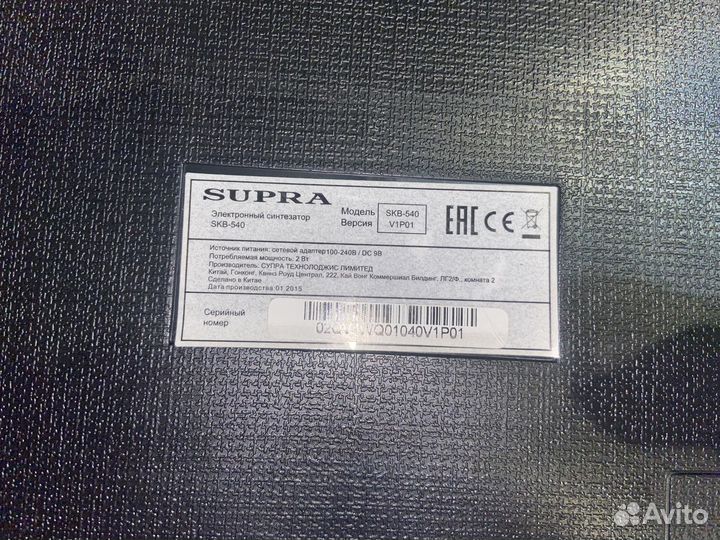 SUPRA
Электронный синтезатор
SKB-540
Модель SKB-540
Версия V1P01
EAC CE
Источник питания: сетевой адаптер100-240В / DC 9В
Потребляемая мощность: 2 Вт
Производитель: СУПРА ТЕХНОЛОДЖИС ЛИМИТЕД
Китай, Гонконг, Квинз Роуд Централ, 222, Кай Вонг Коммершиал Билдинг, ЛГ2/Ф., комната 2
Сделано в Китае
Дата производства:01.2015
Серийный
номер
Avito